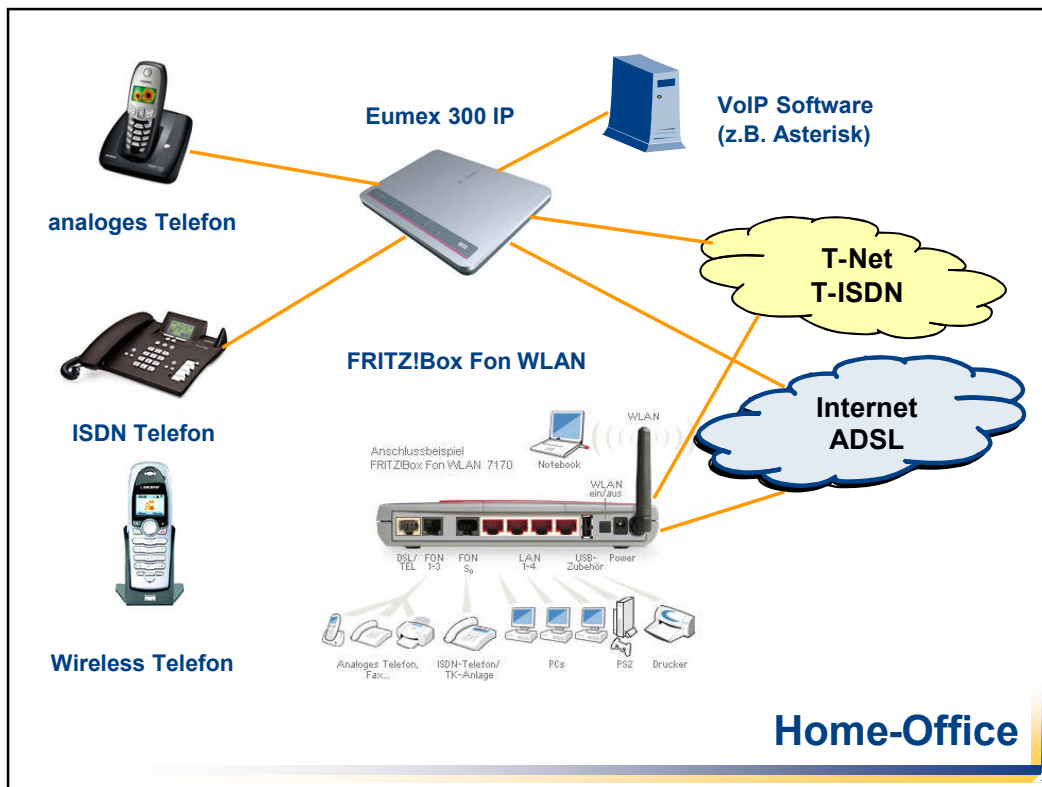 Eumex 300 IP
VoIP Software
(z.B. Asterisk)
analoges Telefon
T-Net
T-ISDN
FRITZ!Box Fon WLAN
Internet
ADSL
ISDN Telefon
Anschlussbeispiel
FRITZ!Box Fon WLAN 7170
Notebook
WLAN
WLAN
ein/aus
DSL/
TEL
FON
1-3
FON
S0
LAN
1-4
USB-
Zubehör
Power
Analoges Telefon,
Fax...
ISDN-Telefon/
TK-Anlage
PCs
PS2
Drucker
Wireless Telefon
Home-Office